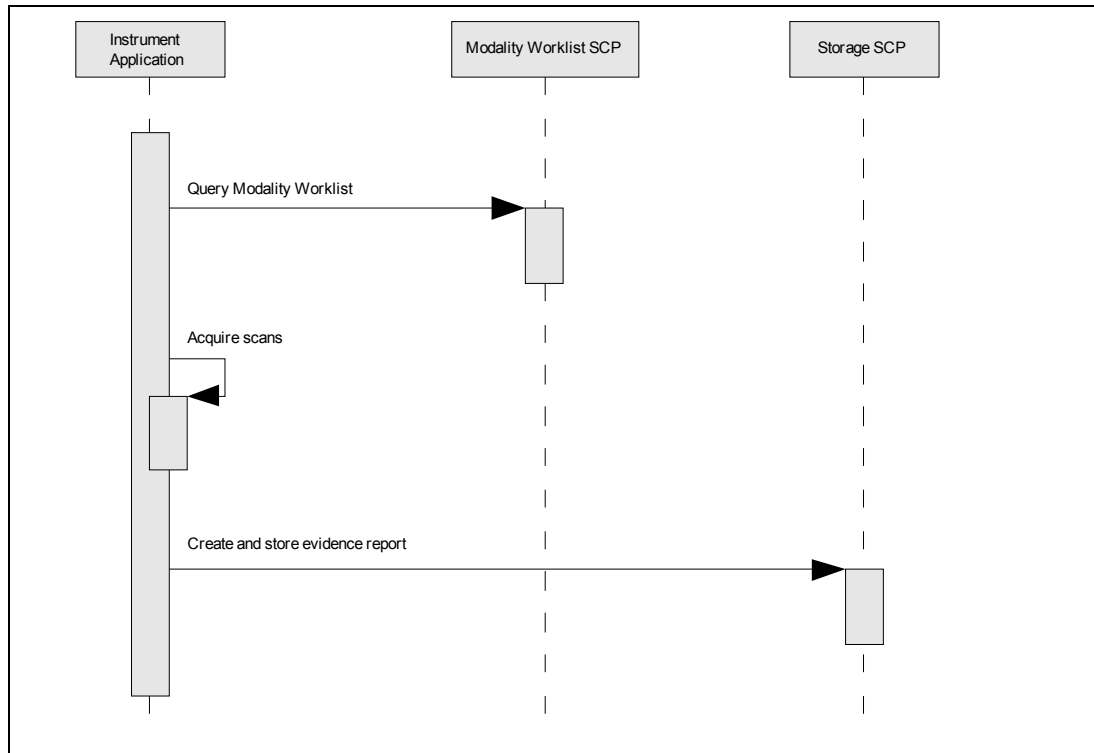 Instrument
Application
Modality Worklist SCP
Storage SCP
Query Modality Worklist
Acquire scans
Create and store evidence report